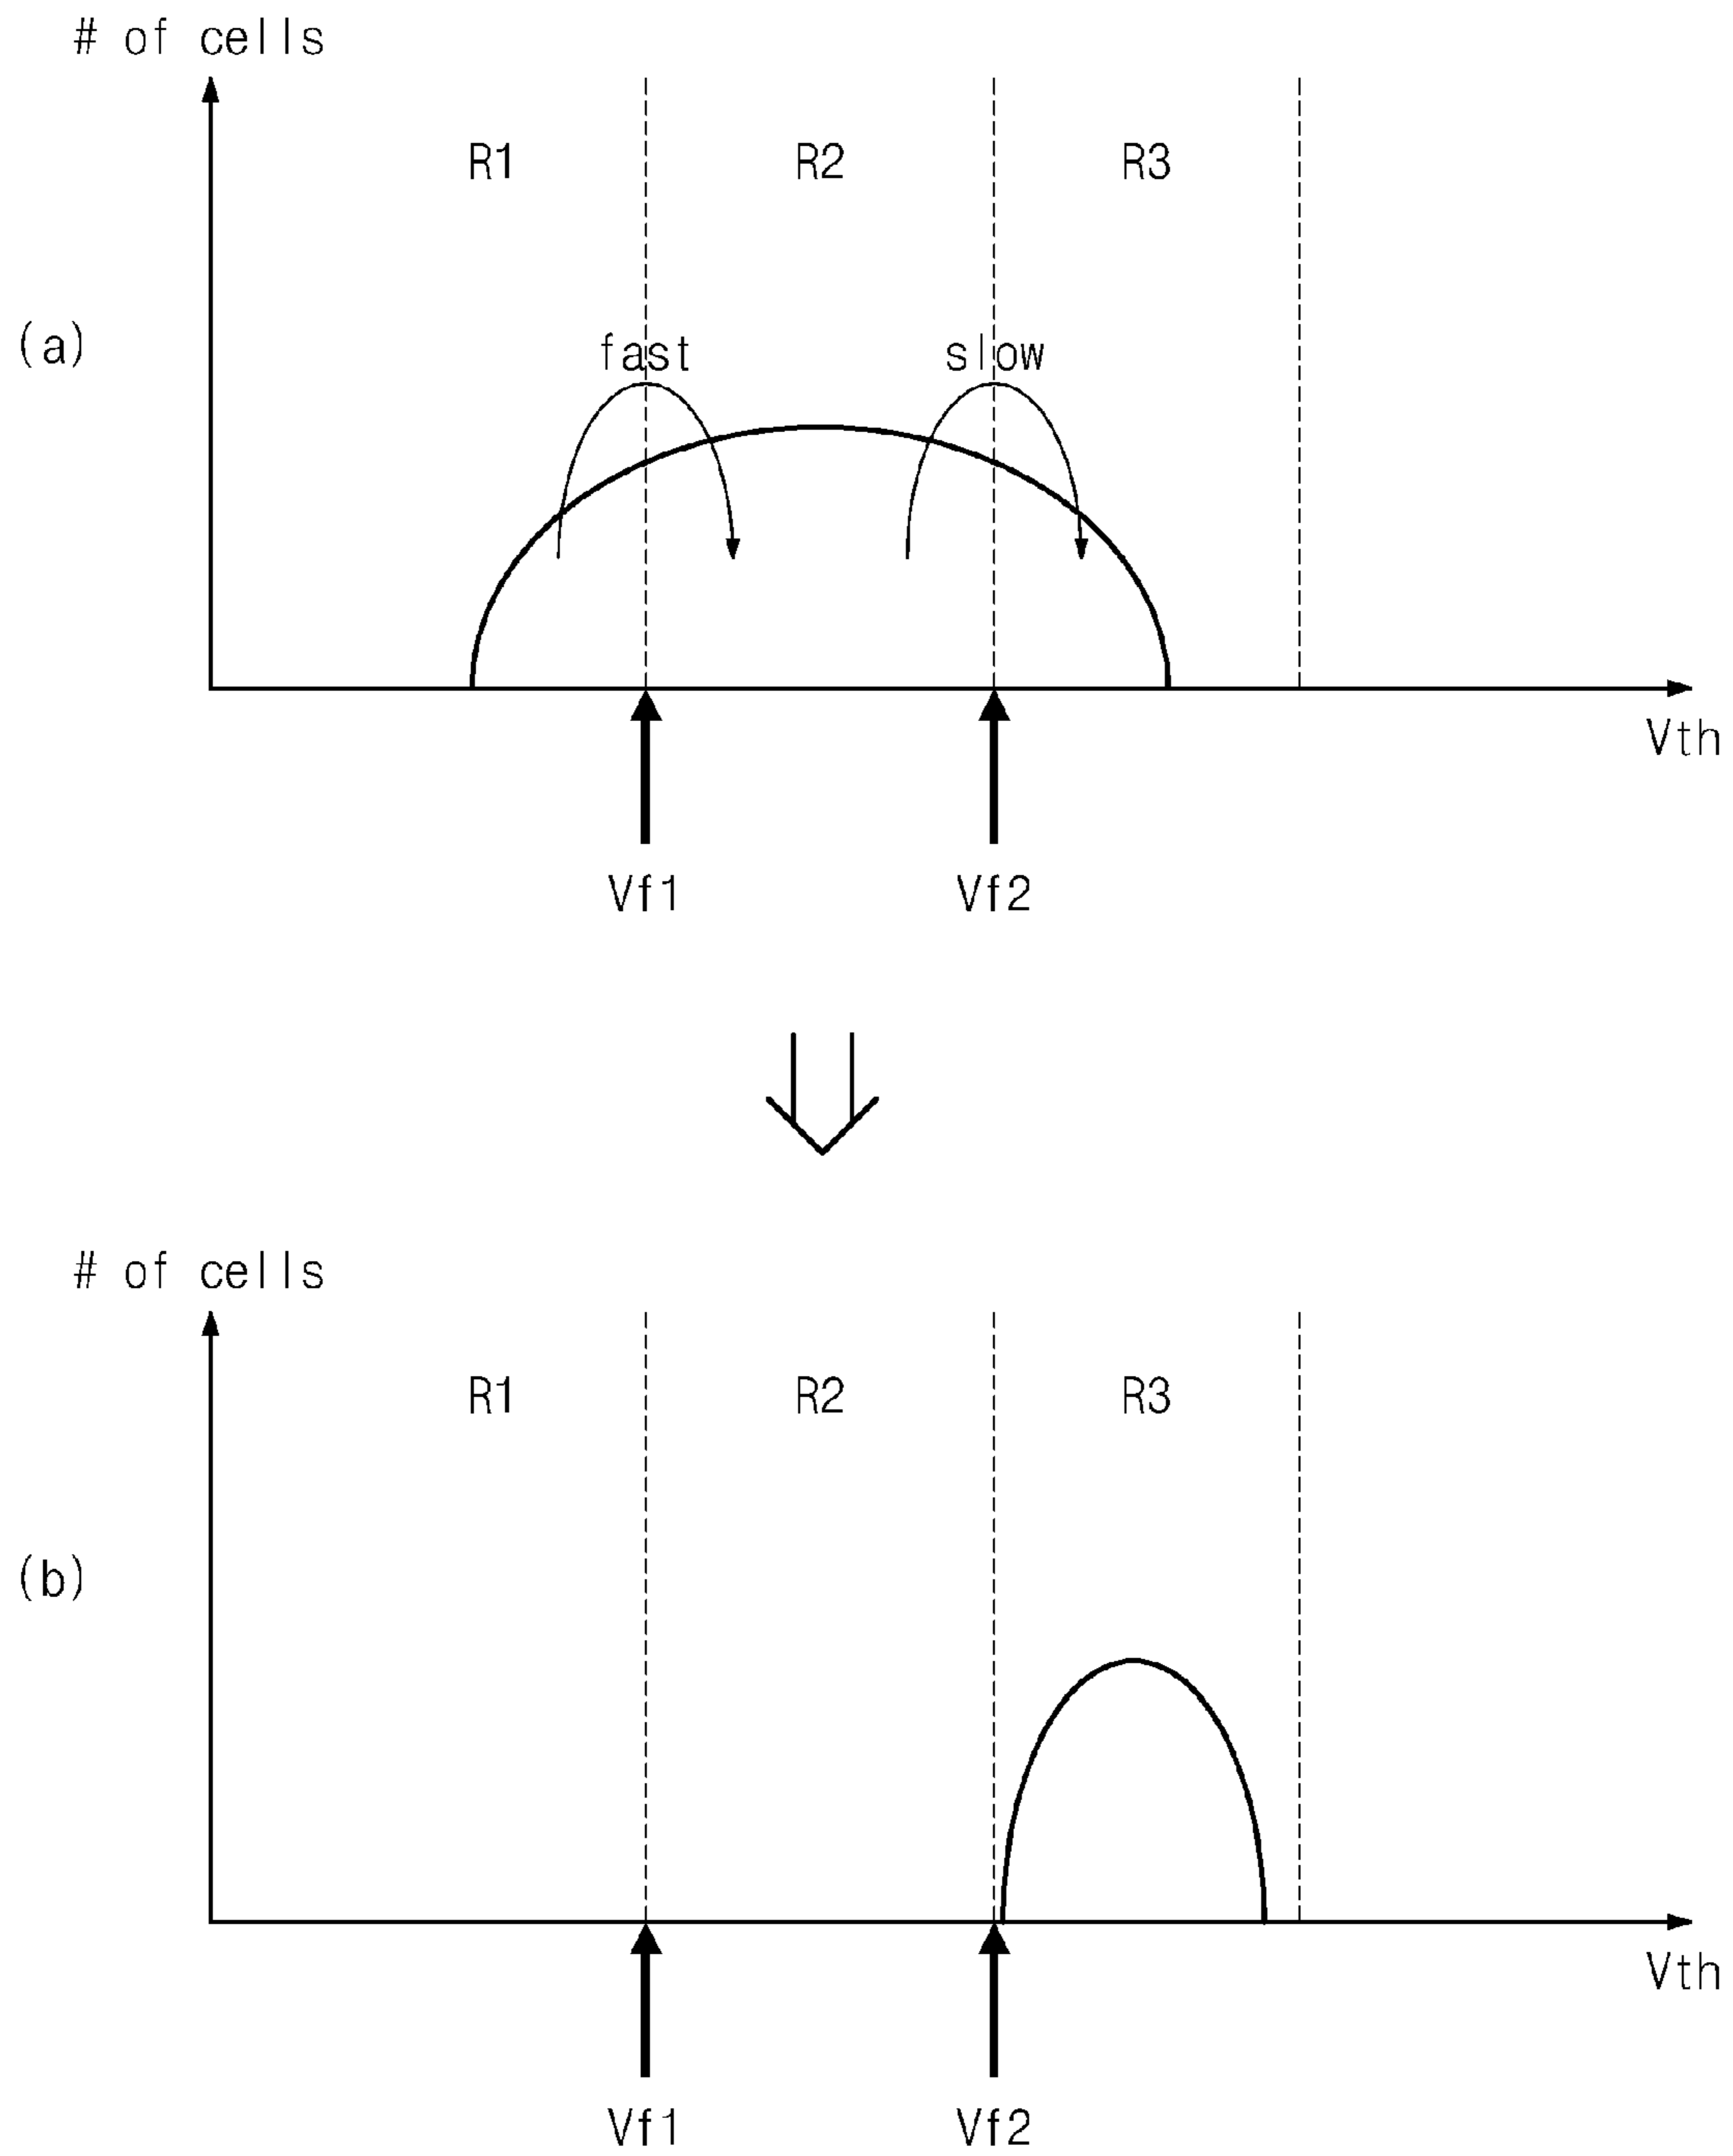 # of cells
R1 R2 R3
(a)
fast slow
Vth
Vf1 Vf2
# of cells
R1 R2 R3
(b)
Vth
Vf1 Vf2